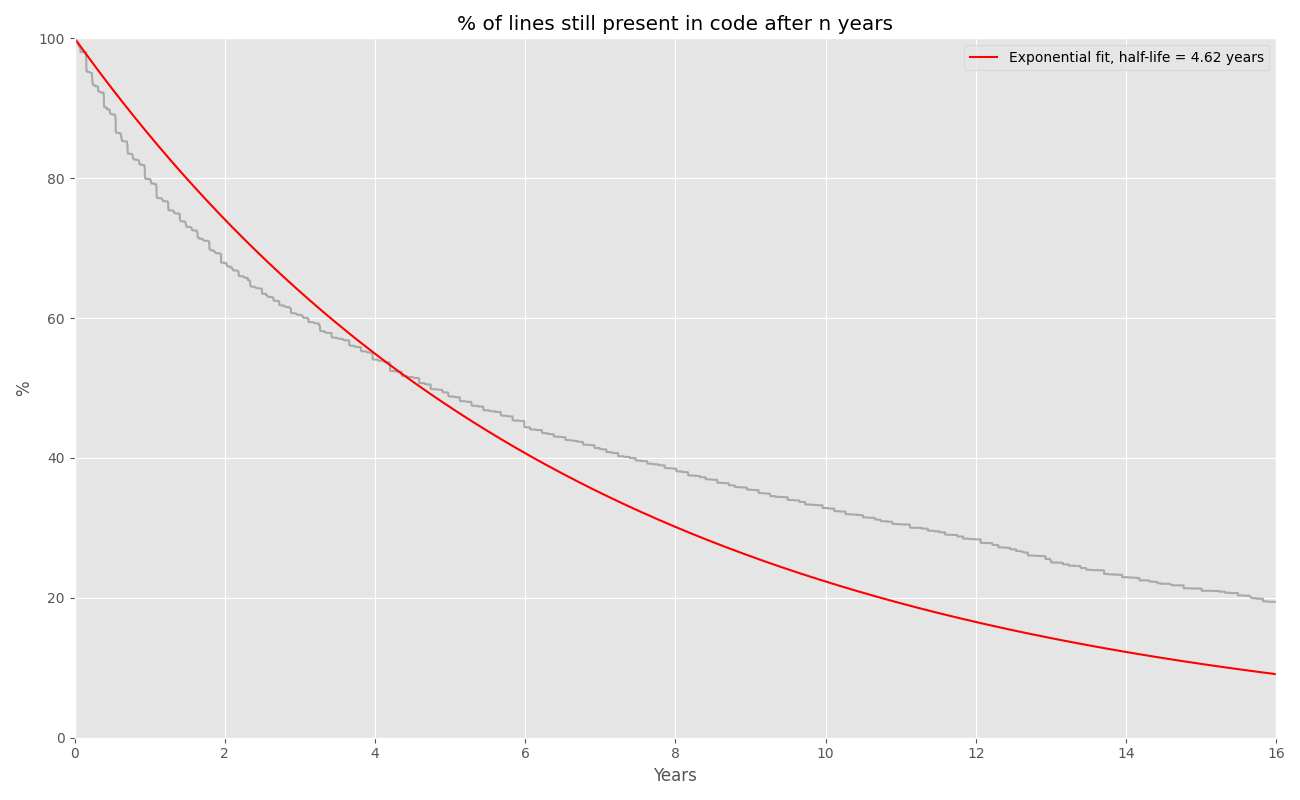 % of lines still present in code after n years
Exponential fit, half-life = 4.62 years
100
80
60
40
20
0
%
0 2 4 6 8 10 12 14 16
Years